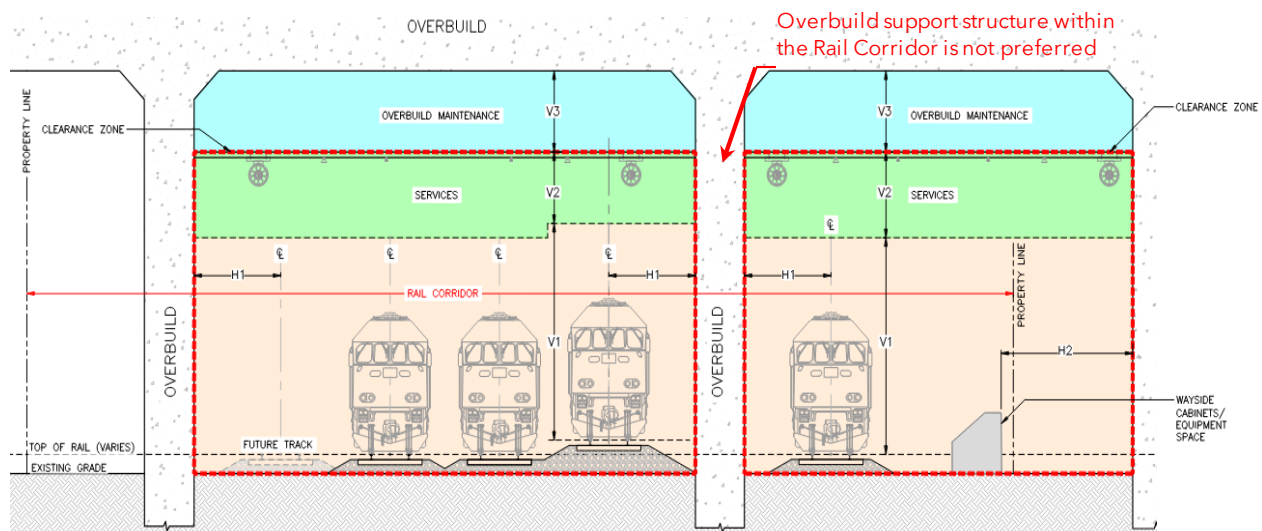 OVERBUILD
Overbuild support structure within
the Rail Corridor is not preferred
PROPERTY LINE
CLEARANCE ZONE
OVERBUILD MAINTENANCE
V3
OVERBUILD MAINTENANCE
V3
CLEARANCE ZONE
SERVICES
V2
SERVICES
V2
℄
℄
℄
℄
℄
H1
H1
H1
RAIL CORRIDOR
PROPERTY LINE
OVERBUILD
V1
OVERBUILD
V1
H2
WAYSIDE
CABINETS/
EQUIPMENT
SPACE
TOP OF RAIL (VARIES)
FUTURE TRACK
EXISTING GRADE